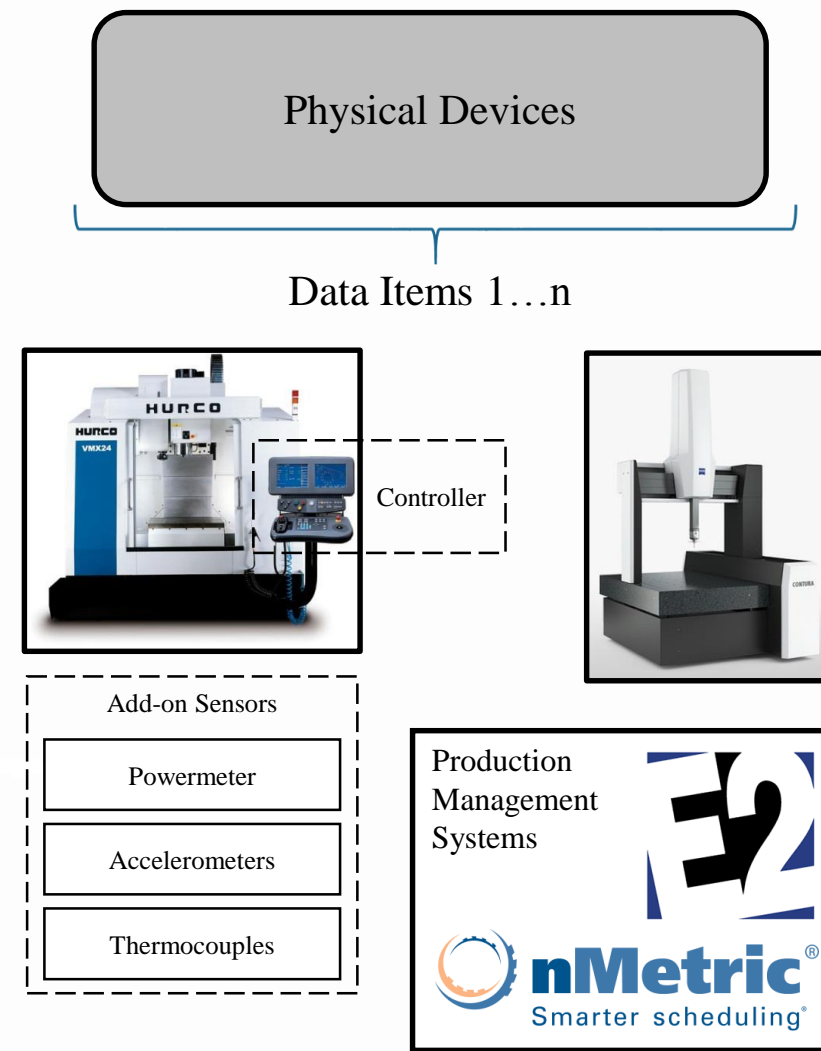 Physical Devices
Data Items 1…n
HURCO
HURCO
VMX24
Controller
ZEISS
CONTURA
Add-on Sensors
Powermeter
Accelerometers
Thermocouples
Production
Management
Systems
E2
nMetric®
Smarter scheduling®